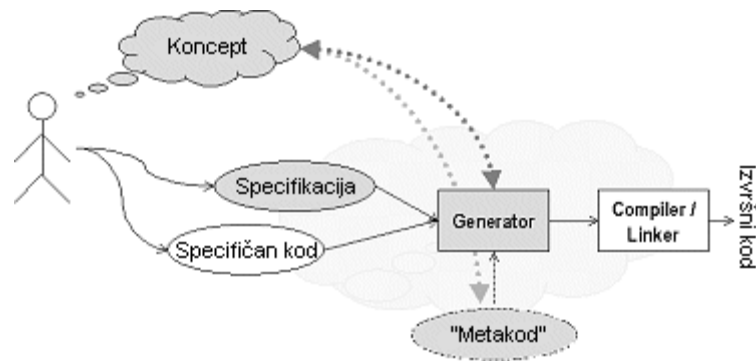 Koncept
Specifikacija
Specifičan kod
Generator
Compiler /
Linker
Izvršni kod
"Metakod"